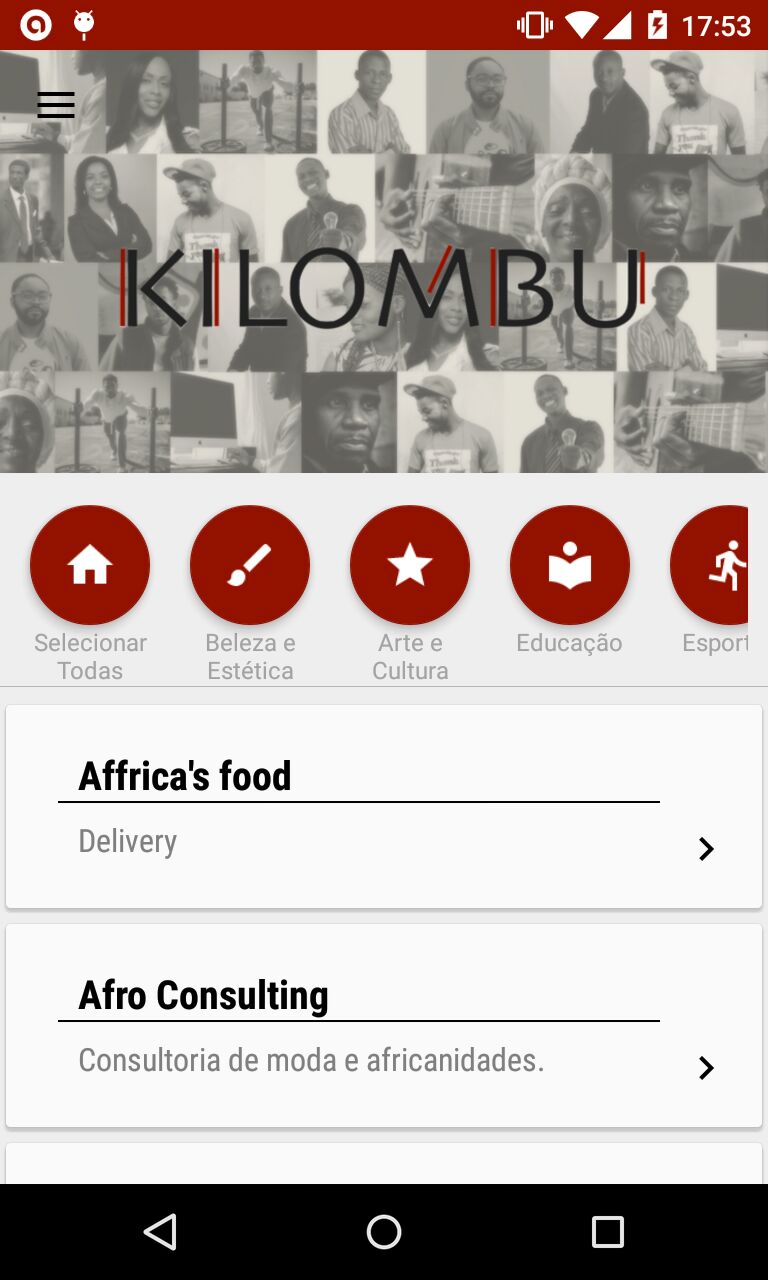 17:53
KILOMBU
Selecionar
Todas
Beleza e
Estética
Arte e
Cultura
Educação
Esport
Affrica's food
Delivery
Afro Consulting
Consultoria de moda e africanidades.